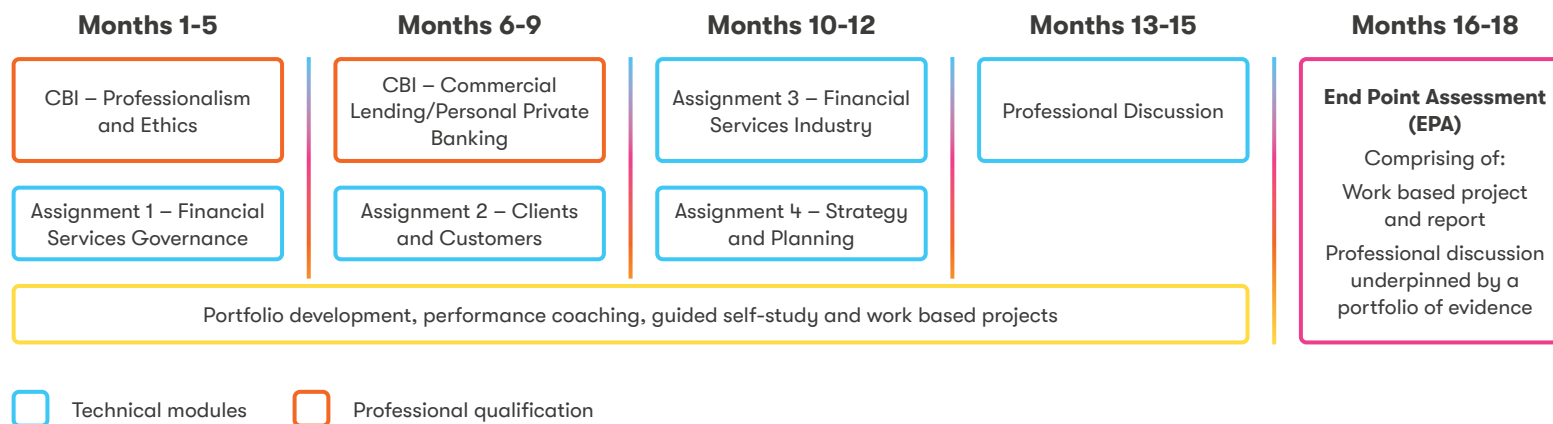 Months 1-5
Months 6-9
Months 10-12
Months 13-15
Months 16-18
CBI – Professionalism
and Ethics
CBI – Commercial
Lending/Personal Private
Banking
Assignment 3 – Financial
Services Industry
Professional Discussion
End Point Assessment
(EPA)
Comprising of:
Work based project
and report
Professional discussion
underpinned by a
portfolio of evidence
Assignment 1 – Financial
Services Governance
Assignment 2 – Clients
and Customers
Assignment 4 – Strategy
and Planning
Portfolio development, performance coaching, guided self-study and work based projects
Technical modules
Professional qualification